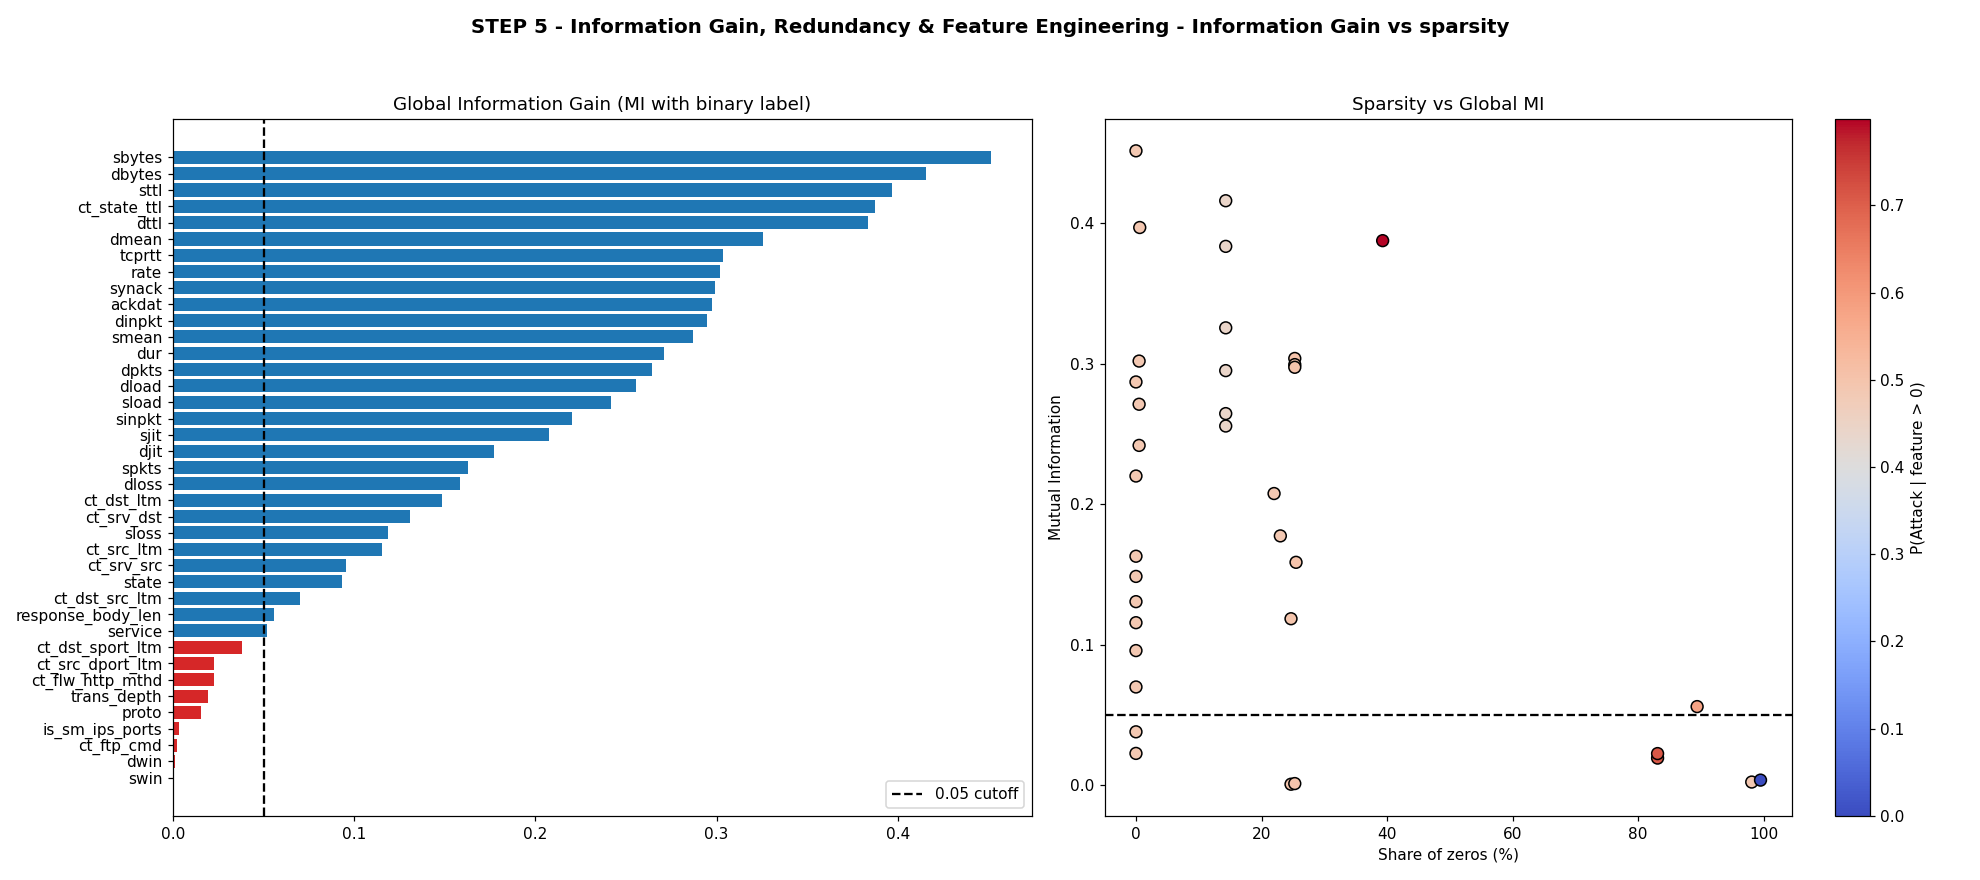 STEP 5 - Information Gain, Redundancy & Feature Engineering - Information Gain vs sparsity
Global Information Gain (MI with binary label)
sbytes
dbytes
sttl
ct_state_ttl
dttl
dmean
tcprtt
rate
synack
ackdat
dinpkt
smean
dur
dpkts
dload
sload
sinpkt
sjit
djit
spkts
dloss
ct_dst_ltm
ct_srv_dst
sloss
ct_src_ltm
ct_srv_src
state
ct_dst_src_ltm
response_body_len
service
ct_dst_sport_ltm
ct_src_dport_ltm
ct_flw_http_mthd
trans_depth
proto
is_sm_ips_ports
ct_ftp_cmd
dwin
swin
0.05 cutoff
0.0 0.1 0.2 0.3 0.4
Sparsity vs Global MI
Mutual Information
0.4
0.3
0.2
0.1
0.0
0 20 40 60 80 100
Share of zeros (%)
0.7
0.6
0.5
0.4
0.3
0.2
0.1
0.0
P(Attack | feature > 0)